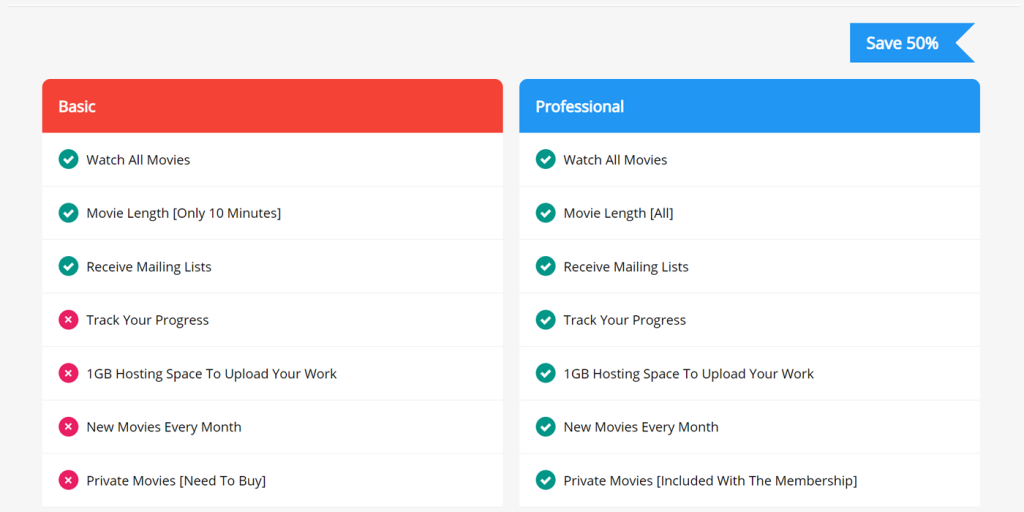 Save 50%
Basic
Watch All Movies
Movie Length [Only 10 Minutes]
Receive Mailing Lists
Track Your Progress
1GB Hosting Space To Upload Your Work
New Movies Every Month
Private Movies [Need To Buy]
Professional
Watch All Movies
Movie Length [All]
Receive Mailing Lists
Track Your Progress
1GB Hosting Space To Upload Your Work
New Movies Every Month
Private Movies [Included With The Membership]